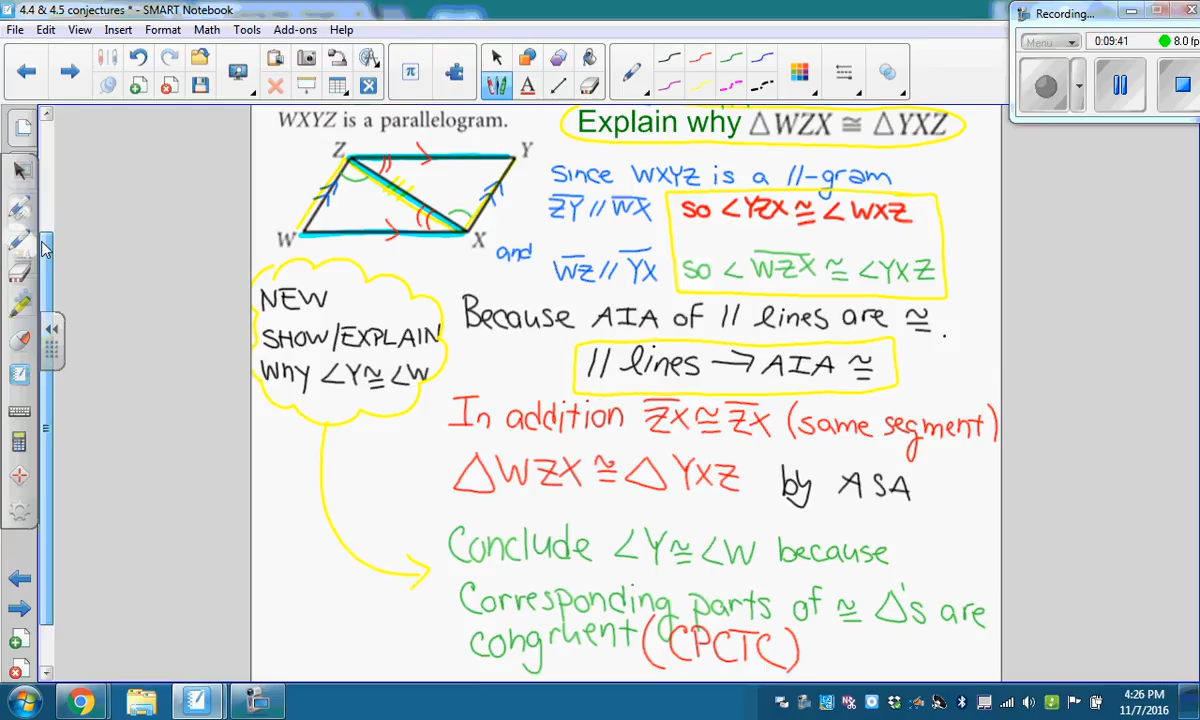 4.4 & 4.5 conjectures * - SMART Notebook
Recording...
File Edit View Insert Format Math Tools Add-ons Help
Menu
00:09:41
8.0 fp
WXYZ is a parallelogram.
Explain why △WZX ≅ △YXZ
Z
Y
W
X
Since WXYZ is a //-gram
ZY // WX so <YZX ≅ <WXZ
and
WZ // YX so <WZX ≅ <YXZ
NEW
SHOW/EXPLAIN
Why <Y ≅ <W
Because AIA of // lines are ≅.
// lines → AIA ≅
In addition ZX ≅ ZX (same segment)
△WZX ≅ △YXZ by ASA
Conclude <Y ≅ <W because
Corresponding parts of ≅ △'s are
congruent (CPCTC)
4:26 PM
11/7/2016